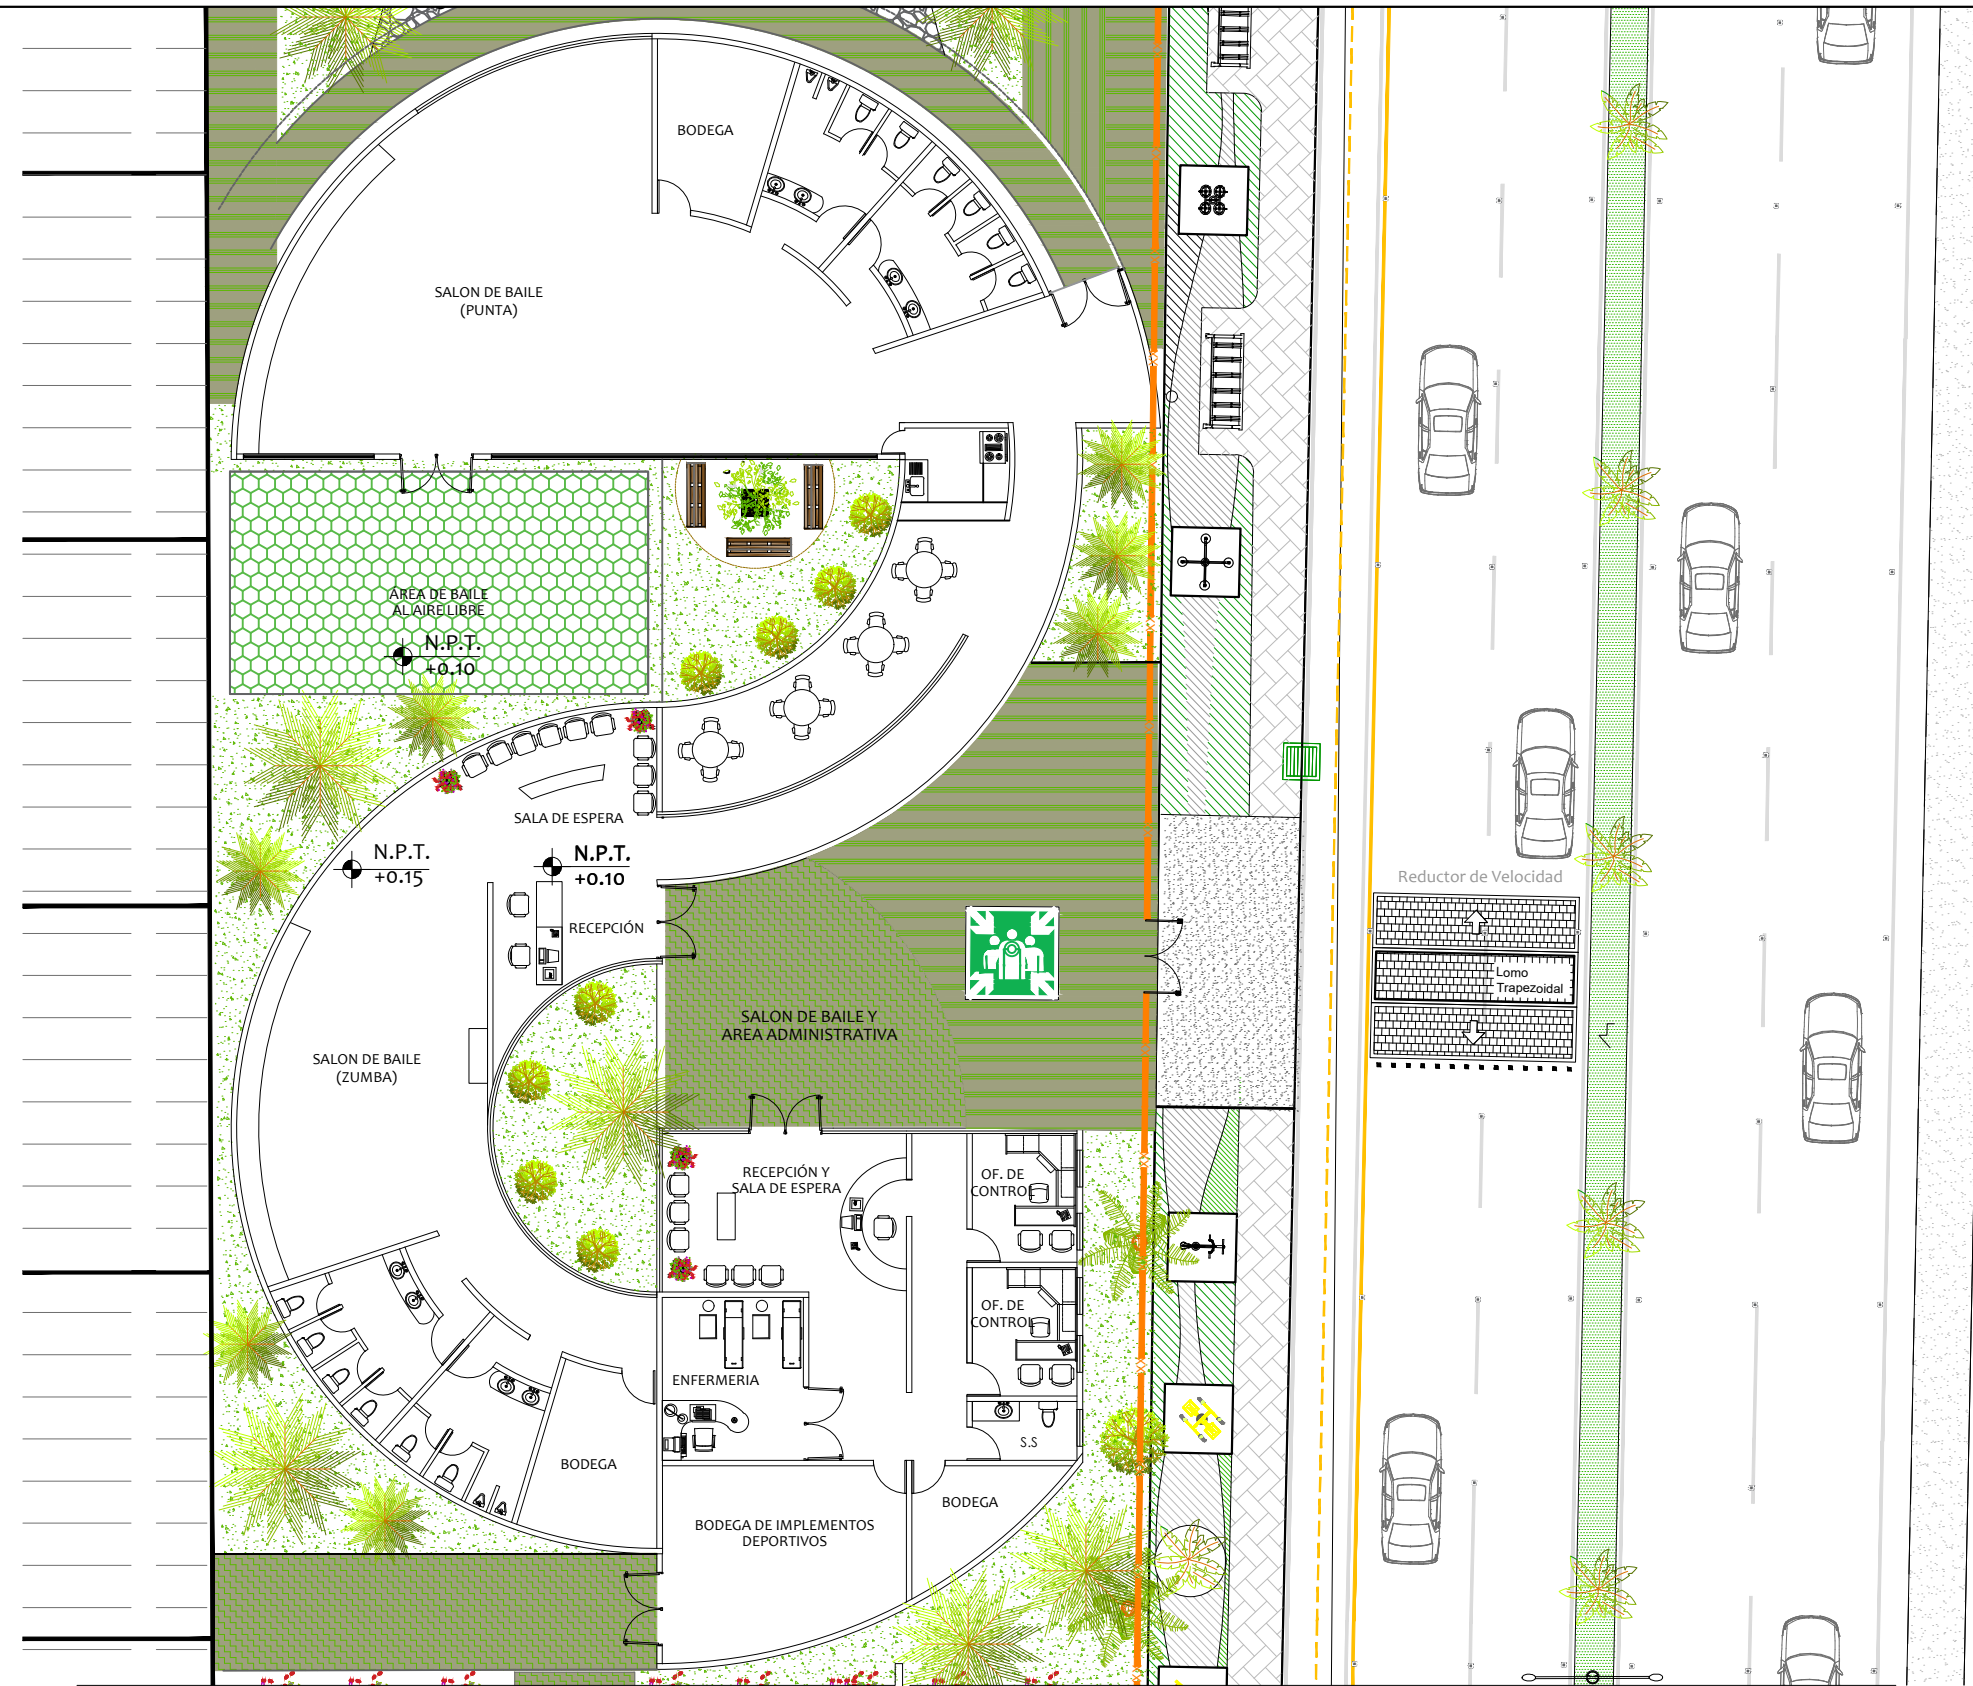 BODEGA
SALON DE BAILE
(PUNTA)
ÁREA DE BAILE
AL AIRE LIBRE
N.P.T.
+0.10
SALA DE ESPERA
N.P.T.
+0.15
N.P.T.
+0.10
RECEPCIÓN
Reductor de Velocidad
Lomo
Trapezoidal
SALON DE BAILE Y
AREA ADMINISTRATIVA
SALON DE BAILE
(ZUMBA)
RECEPCIÓN Y
SALA DE ESPERA
OF. DE
CONTROL
OF. DE
CONTROL
ENFERMERIA
S.S
BODEGA
BODEGA
BODEGA DE IMPLEMENTOS
DEPORTIVOS